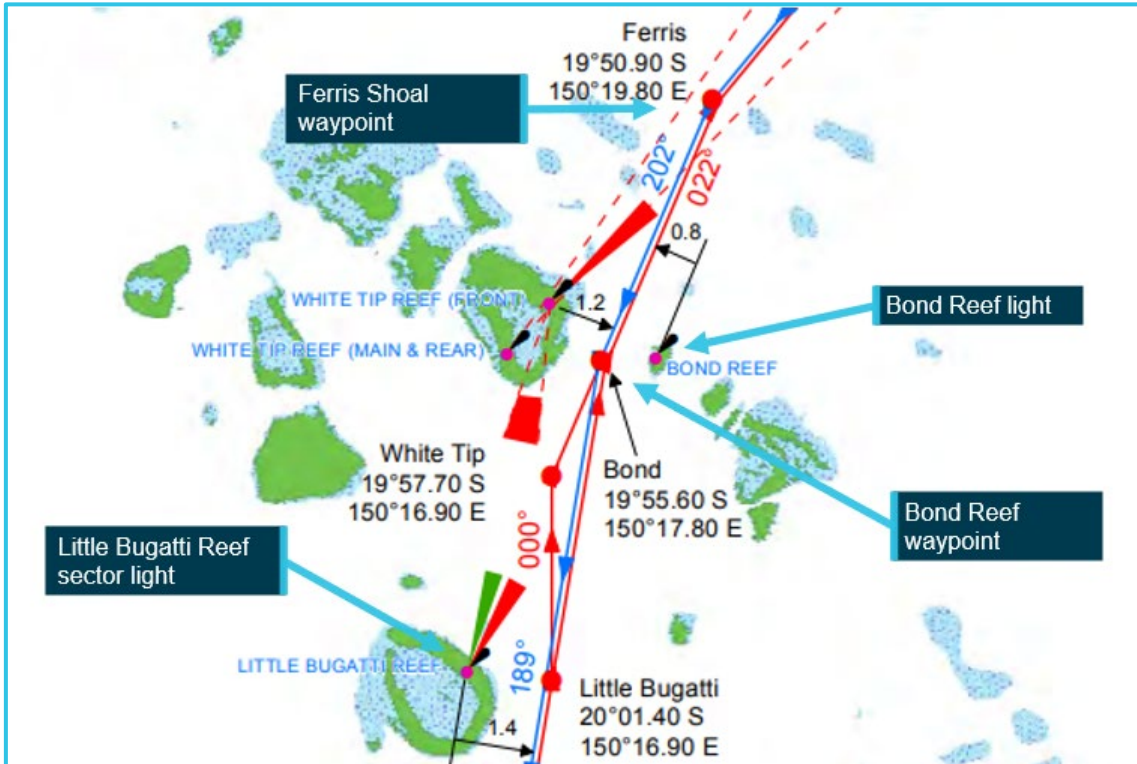 Ferris
19°50.90 S
150°19.80 E
Ferris Shoal
waypoint
202°
022°
0.8
WHITE TIP REEF (FRONT)
1.2
Bond Reef light
WHITE TIP REEF (MAIN & REAR)
BOND REEF
White Tip
19°57.70 S
150°16.90 E
Bond
19°55.60 S
150°17.80 E
Bond Reef
waypoint
Little Bugatti Reef
sector light
000°
LITTLE BUGATTI REEF
189°
1.4
Little Bugatti
20°01.40 S
150°16.90 E